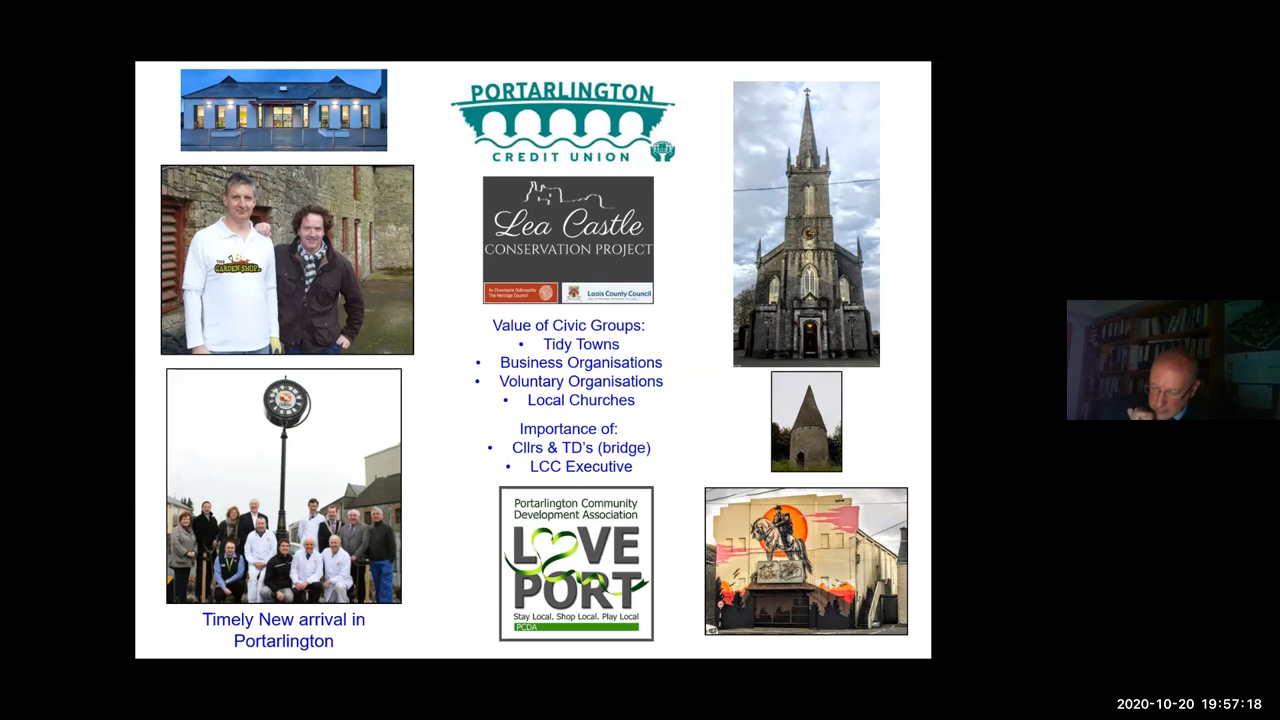 PORTARLINGTON
CREDIT UNION
THE
GARDEN SHOP
Lea Castle
CONSERVATION PROJECT
An Chomhairle Oidhreachta
The Heritage Council
Laois County Council
Value of Civic Groups:
• Tidy Towns
• Business Organisations
• Voluntary Organisations
• Local Churches
Importance of:
• Cllrs & TD's (bridge)
• LCC Executive
Portarlington Community
Development Association
LOVE
PORT
Stay Local. Shop Local. Play Local
PCDA
Timely New arrival in
Portarlington
2020-10-20 19:57:18